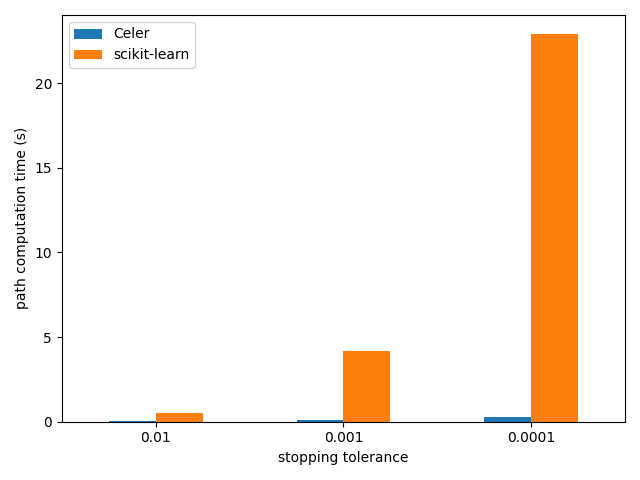 Celer
scikit-learn
path computation time (s)
20
15
10
5
0
0.01
0.001
0.0001
stopping tolerance